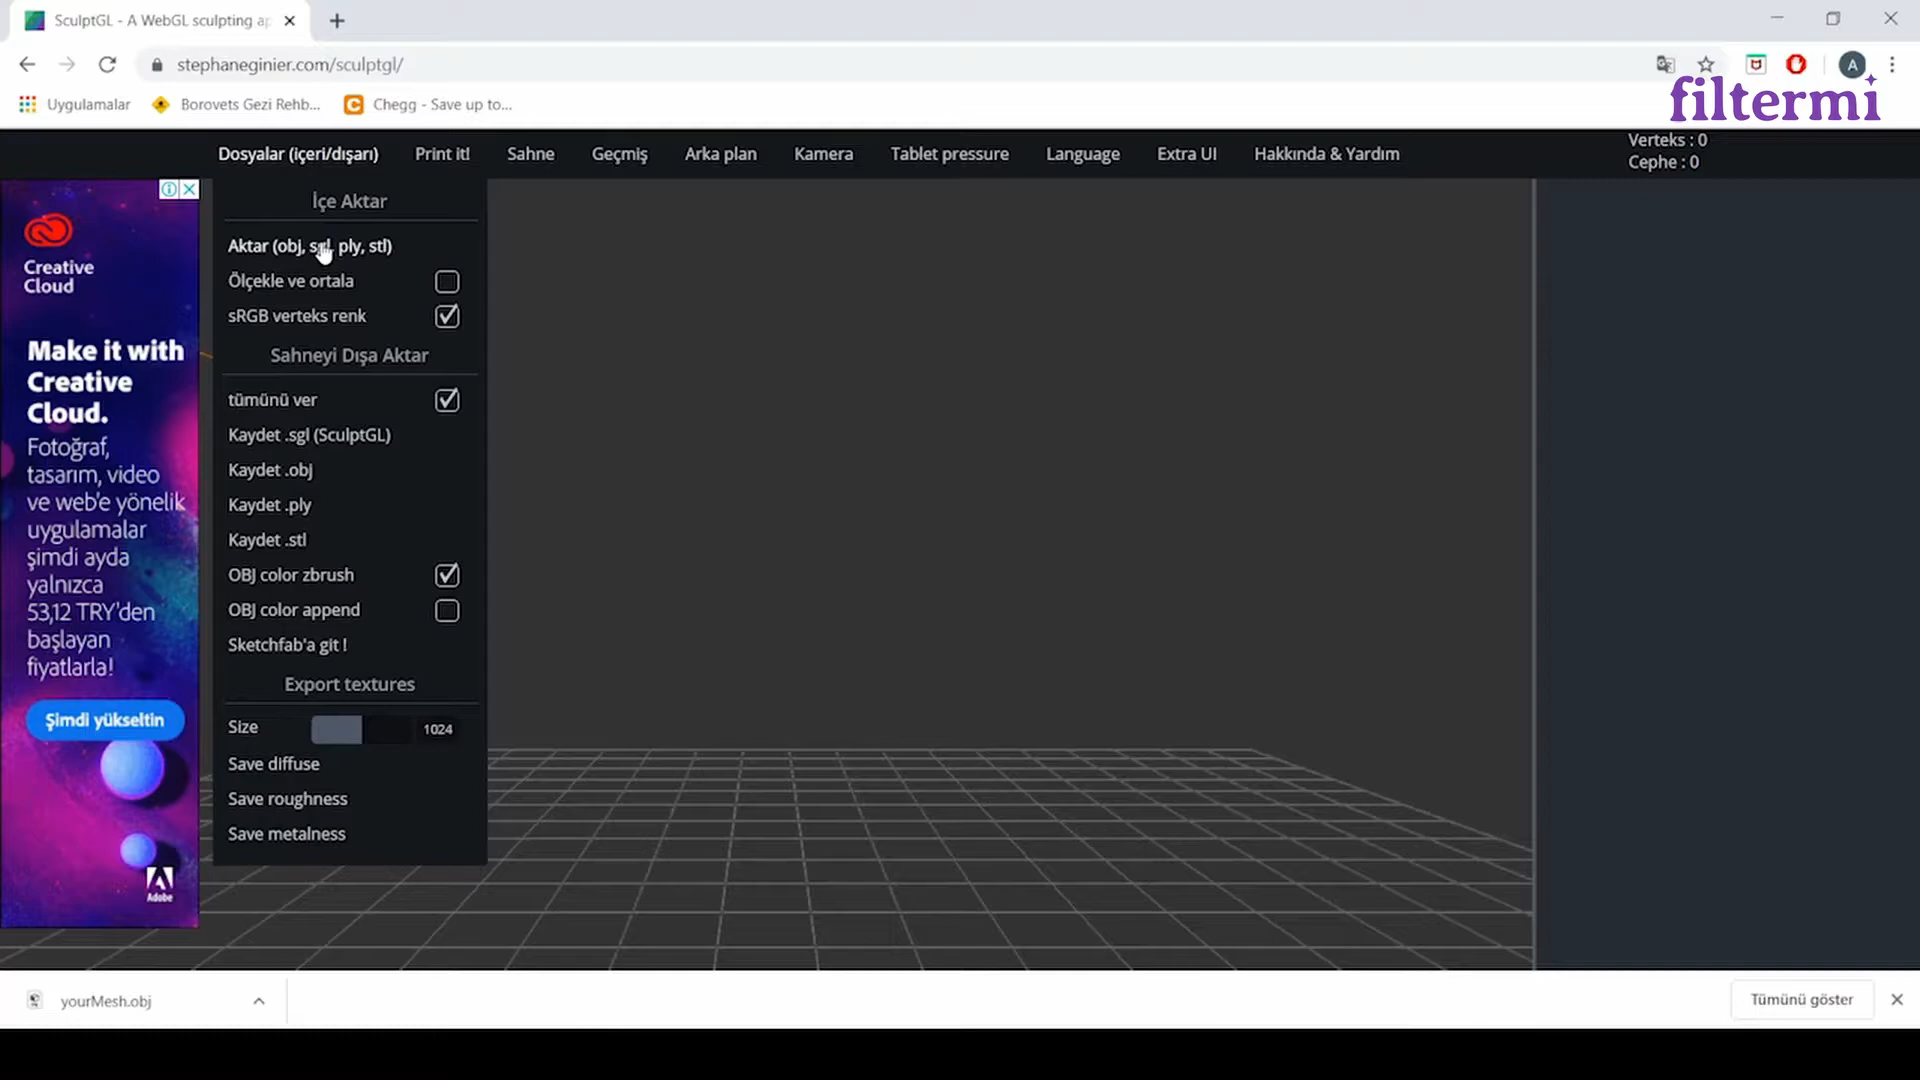 SculptGL - A WebGL sculpting ap
stephaneginier.com/sculptgl/
A
Uygulamalar
Borovets Gezi Rehb...
Chegg - Save up to...
filtermi
Dosyalar (içeri/dışarı)
Print it!
Sahne
Geçmiş
Arka plan
Kamera
Tablet pressure
Language
Extra UI
Hakkında & Yardım
Verteks : 0
Cephe : 0
İçe Aktar
Aktar (obj, sgl, ply, stl)
Ölçekle ve ortala
sRGB verteks renk
Sahneyi Dışa Aktar
tümünü ver
Kaydet .sgl (SculptGL)
Kaydet .obj
Kaydet .ply
Kaydet .stl
OBJ color zbrush
OBJ color append
Sketchfab'a git !
Export textures
Size
1024
Save diffuse
Save roughness
Save metalness
Creative
Cloud
Make it with
Creative
Cloud.
Fotoğraf,
tasarım, video
ve web'e yönelik
uygulamalar
şimdi ayda
yalnızca
53,12 TRY'den
başlayan
fiyatlarla!
Şimdi yükseltin
Adobe
yourMesh.obj
Tümünü göster